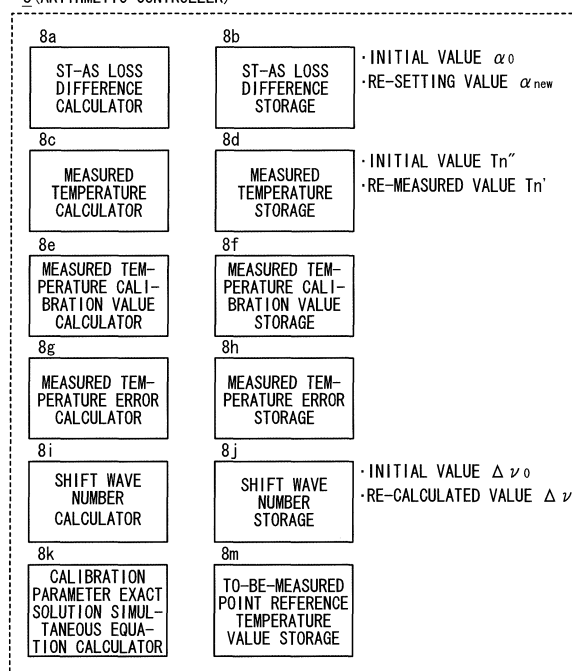 8 (ARITHMETIC CONTROLLER)
8a
ST-AS LOSS
DIFFERENCE
CALCULATOR
8b
ST-AS LOSS
DIFFERENCE
STORAGE
·INITIAL VALUE α0
·RE-SETTING VALUE αnew
8c
MEASURED
TEMPERATURE
CALCULATOR
8d
MEASURED
TEMPERATURE
STORAGE
·INITIAL VALUE Tn″
·RE-MEASURED VALUE Tn'
8e
MEASURED TEM-
PERATURE CALI-
BRATION VALUE
CALCULATOR
8f
MEASURED TEM-
PERATURE CALI-
BRATION VALUE
STORAGE
8g
MEASURED TEM-
PERATURE ERROR
CALCULATOR
8h
MEASURED TEM-
PERATURE ERROR
STORAGE
8i
SHIFT WAVE
NUMBER
CALCULATOR
8j
SHIFT WAVE
NUMBER
STORAGE
·INITIAL VALUE Δν0
·RE-CALCULATED VALUE Δν
8k
CALIBRATION
PARAMETER EXACT
SOLUTION SIMUL-
TANEOUS EQUA-
TION CALCULATOR
8m
TO-BE-MEASURED
POINT REFERENCE
TEMPERATURE
VALUE STORAGE